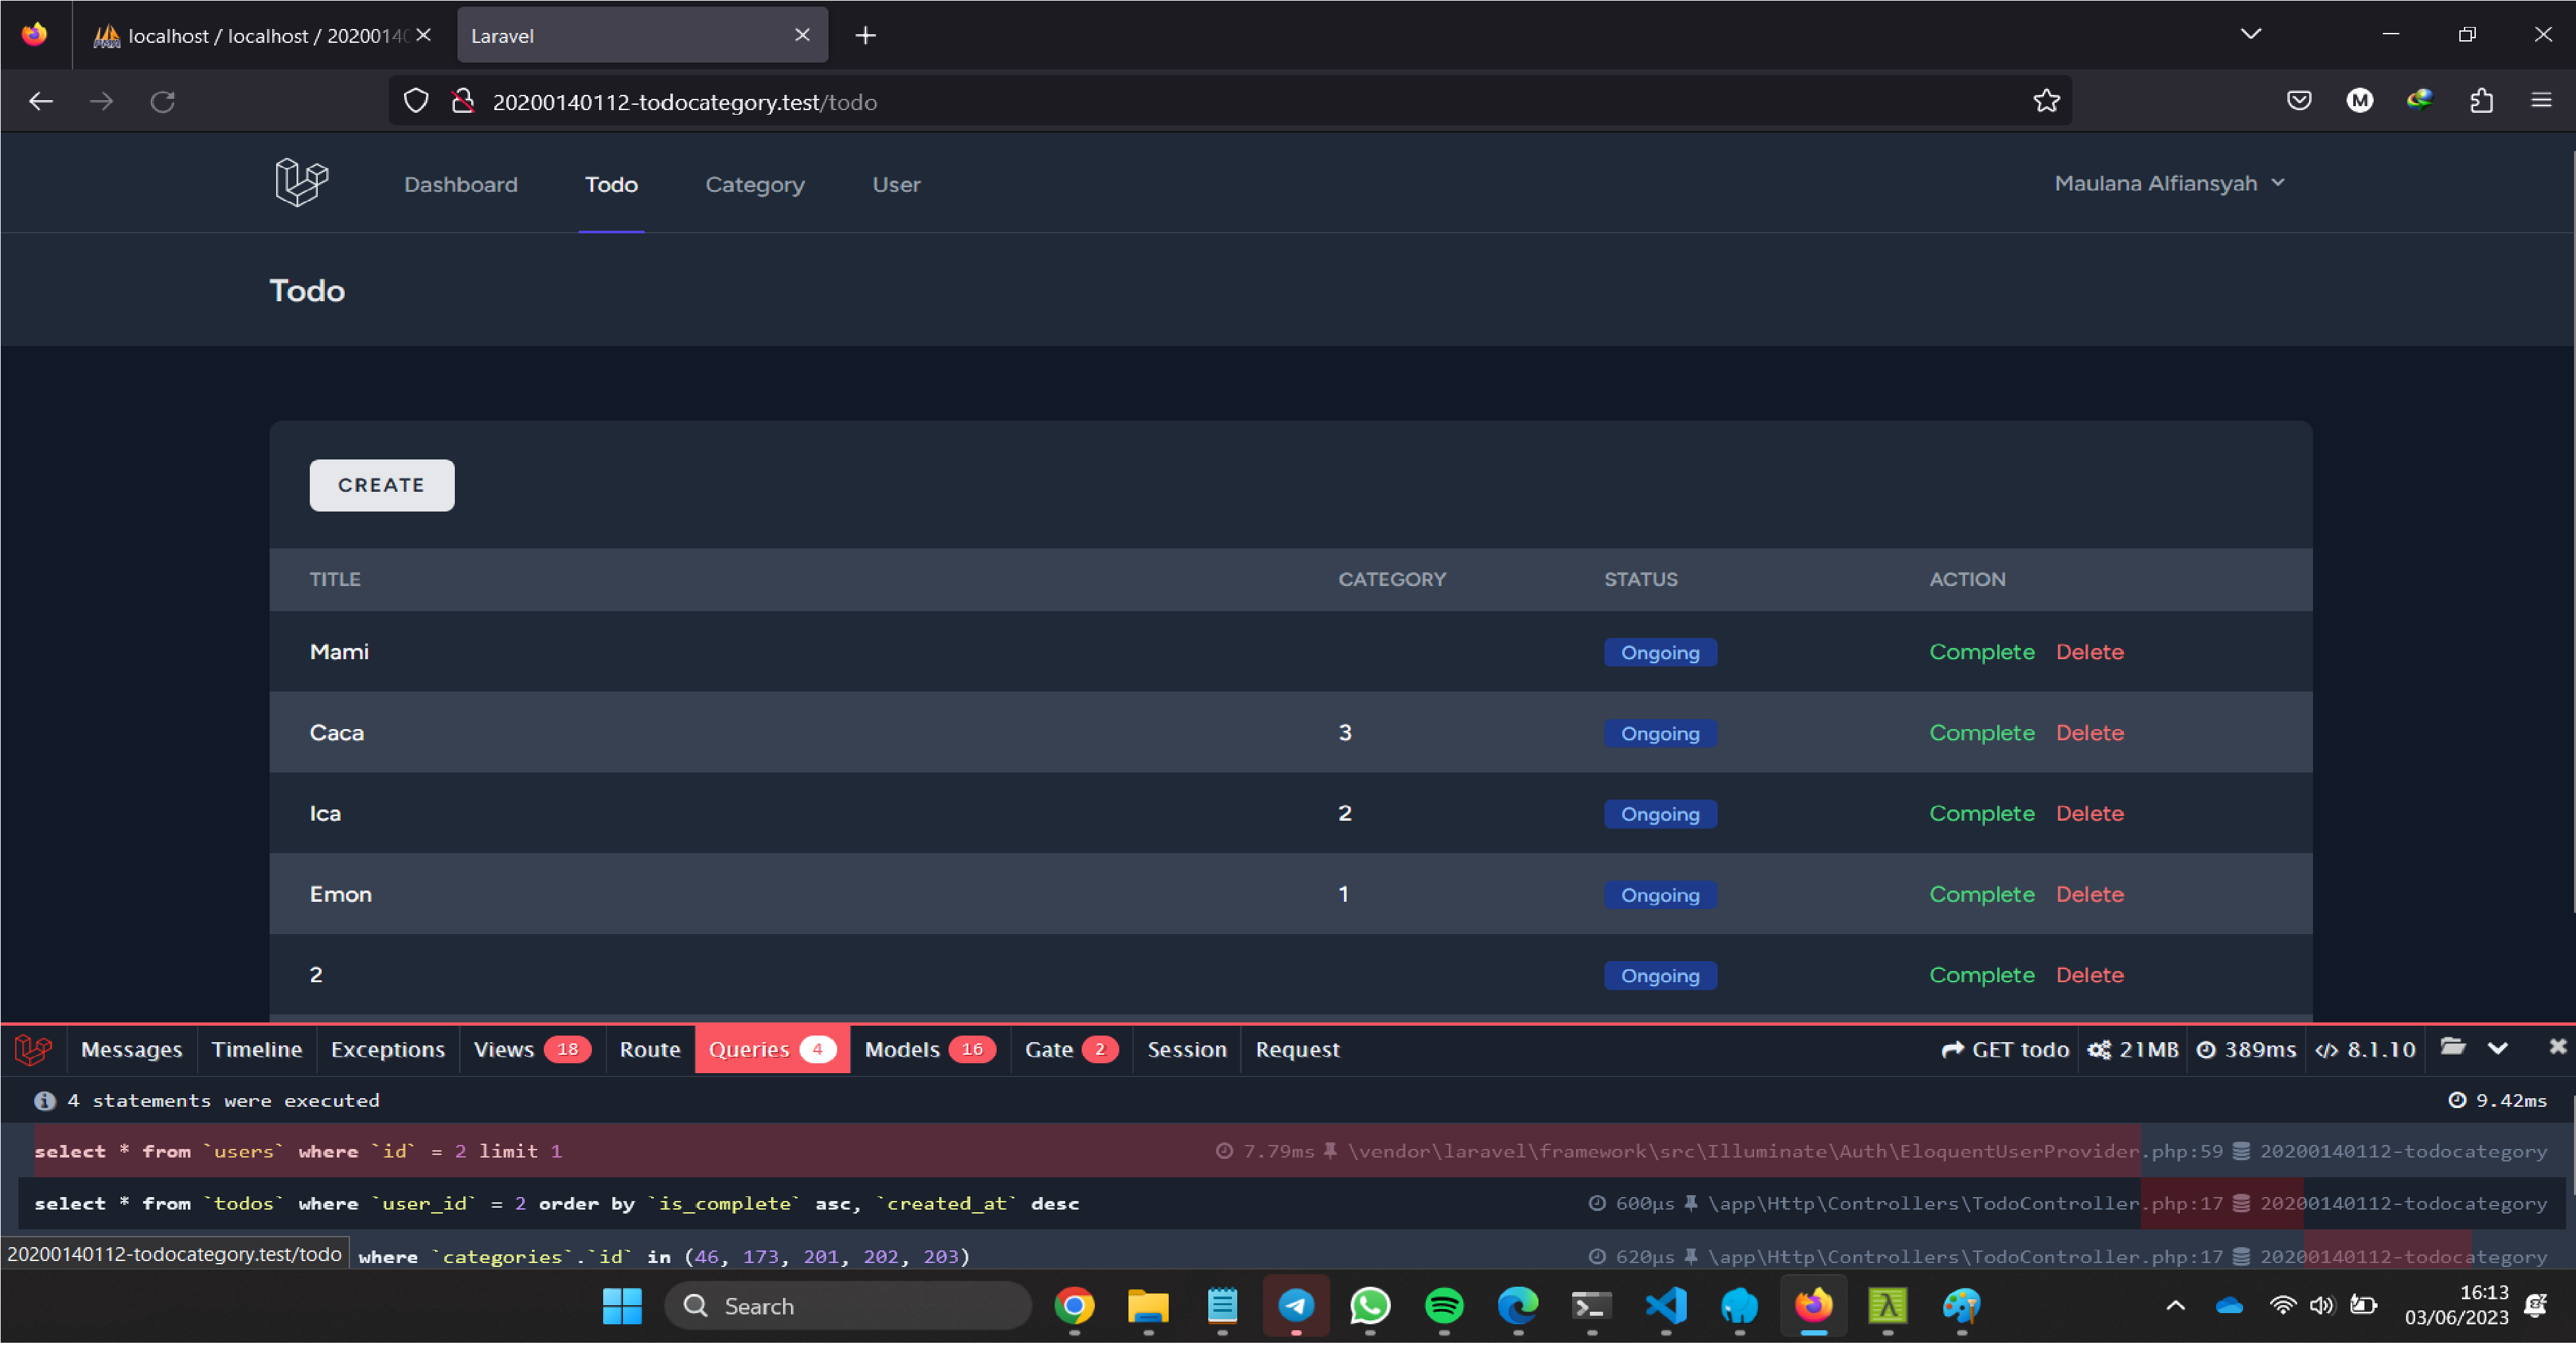 localhost / localhost / 2020014
Laravel
20200140112-todocategory.test/todo
M
Dashboard Todo Category User Maulana Alfiansyah
Todo
CREATE
TITLE CATEGORY STATUS ACTION
Mami Ongoing Complete Delete
Caca 3 Ongoing Complete Delete
Ica 2 Ongoing Complete Delete
Emon 1 Ongoing Complete Delete
2 Ongoing Complete Delete
Messages Timeline Exceptions Views 18 Route Queries 4 Models 16 Gate 2 Session Request GET todo 21MB 389ms 8.1.10
4 statements were executed 9.42ms
select * from `users` where `id` = 2 limit 1 7.79ms \vendor\laravel\framework\src\Illuminate\Auth\EloquentUserProvider.php:59 20200140112-todocategory
select * from `todos` where `user_id` = 2 order by `is_complete` asc, `created_at` desc 600μs \app\Http\Controllers\TodoController.php:17 20200140112-todocategory
20200140112-todocategory.test/todo where `categories`.`id` in (46, 173, 201, 202, 203) 620μs \app\Http\Controllers\TodoController.php:17 20200140112-todocategory
Search
16:13
03/06/2023